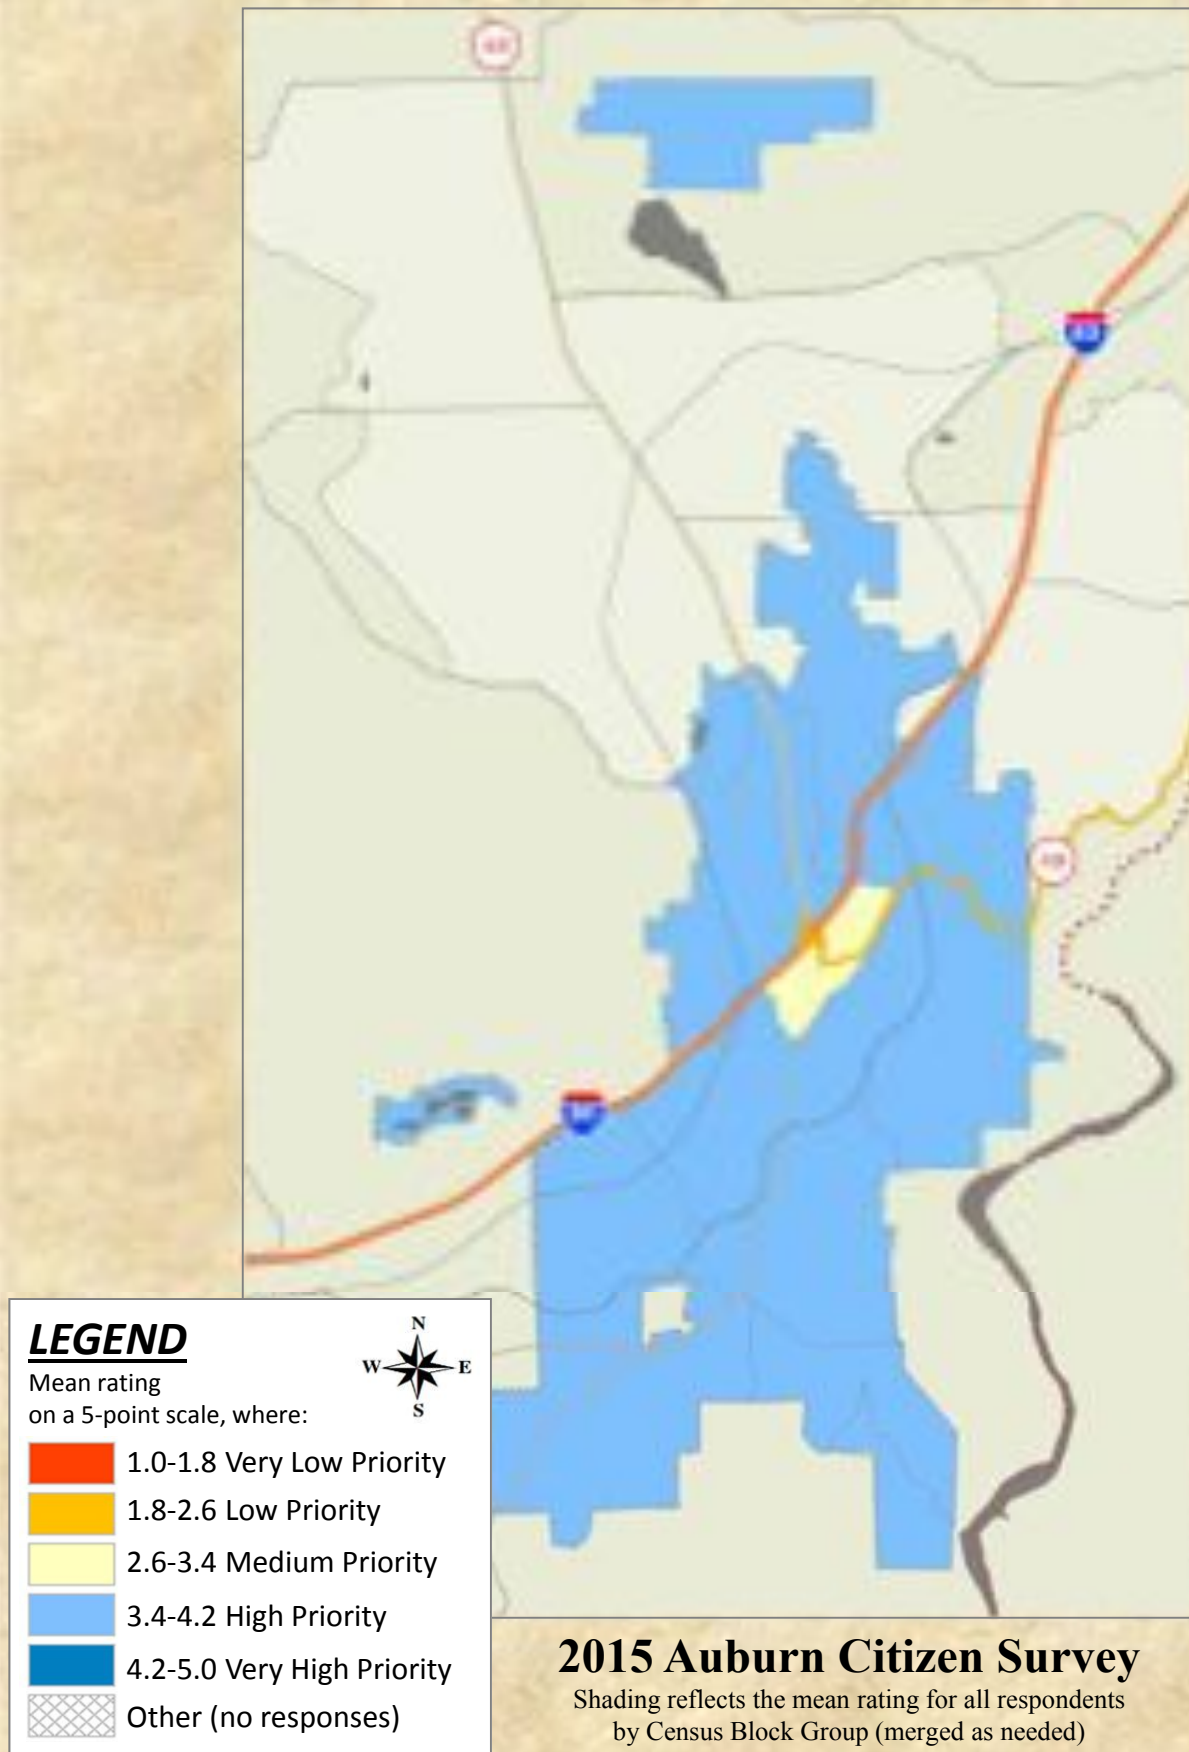 LEGEND
Mean rating
on a 5-point scale, where:
N
W
E
S
1.0-1.8 Very Low Priority
1.8-2.6 Low Priority
2.6-3.4 Medium Priority
3.4-4.2 High Priority
4.2-5.0 Very High Priority
Other (no responses)
2015 Auburn Citizen Survey
Shading reflects the mean rating for all respondents
by Census Block Group (merged as needed)